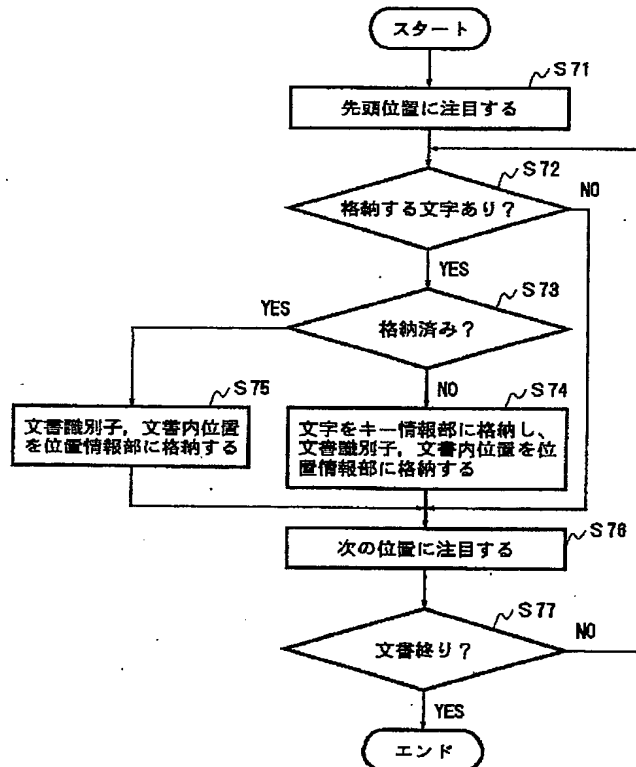 スタート
S71
先頭位置に注目する
S72
格納する文字あり？
NO
YES
S73
格納済み？
YES
NO
S75
文書識別子，文書内位置
を位置情報部に格納する
S74
文字をキー情報部に格納し、
文書識別子，文書内位置を位
置情報部に格納する
S76
次の位置に注目する
S77
文書終り？
NO
YES
エンド